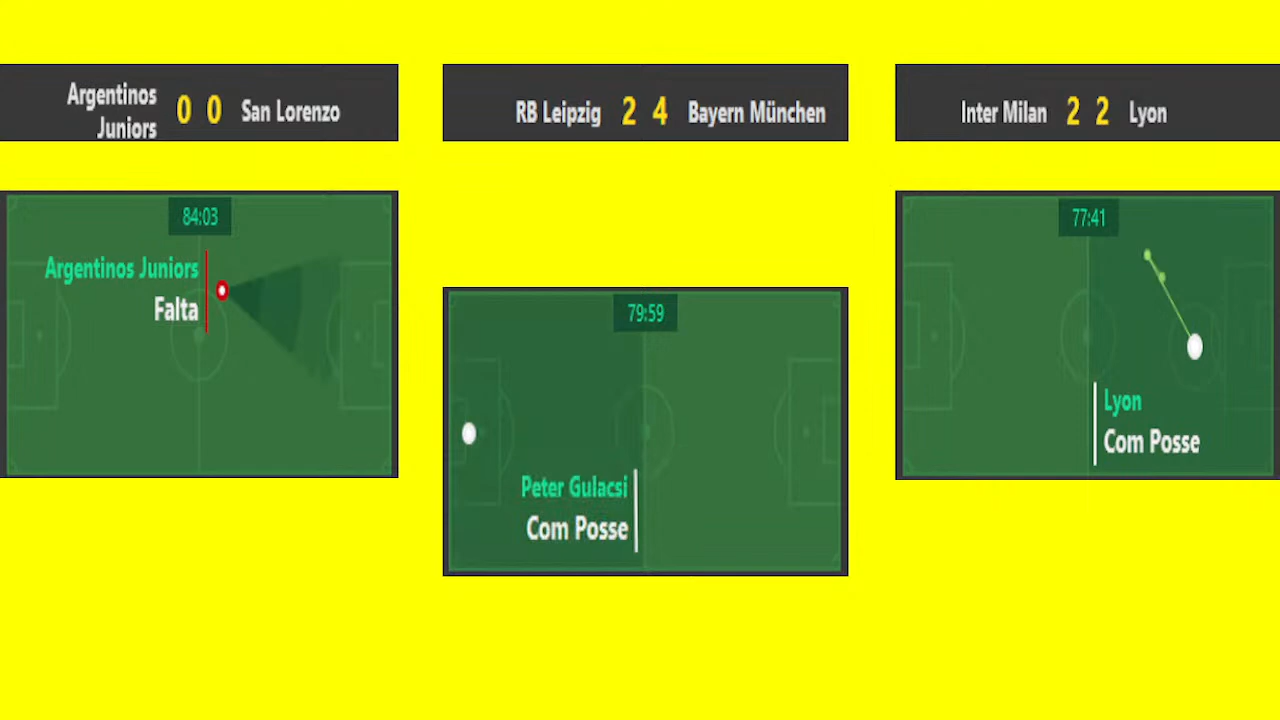 Argentinos
Juniors
0 0
San Lorenzo
RB Leipzig 2 4 Bayern München
Inter Milan 2 2 Lyon
84:03
Argentinos Juniors
Falta
79:59
Peter Gulacsi
Com Posse
77:41
Lyon
Com Posse